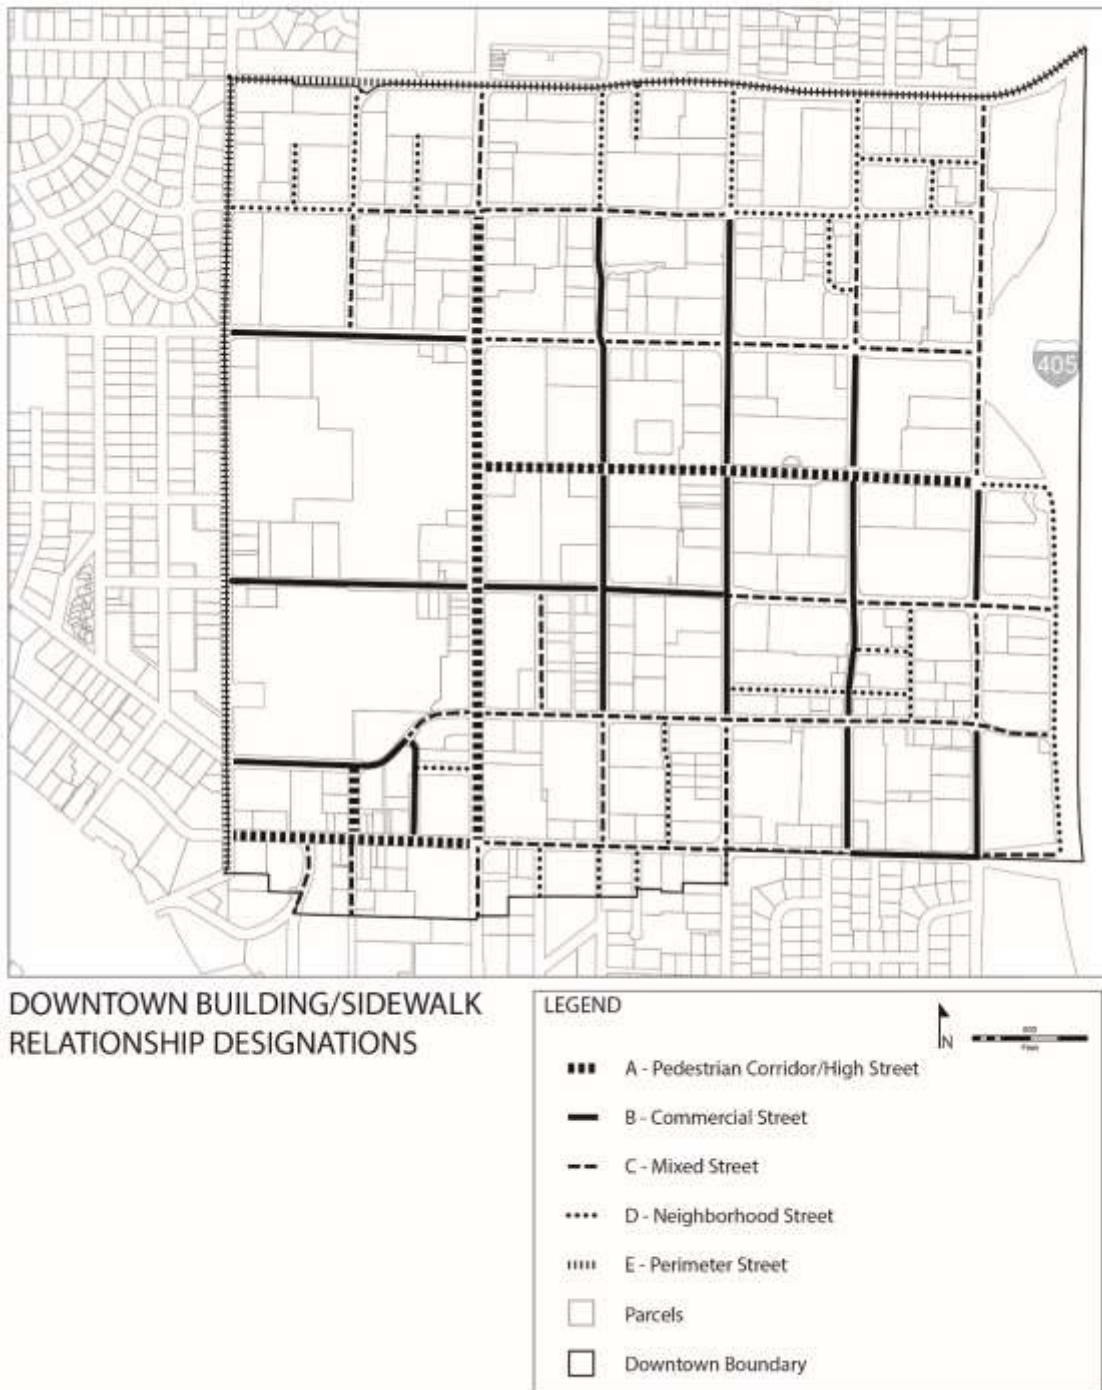 405
DOWNTOWN BUILDING/SIDEWALK
RELATIONSHIP DESIGNATIONS
LEGEND
N
A - Pedestrian Corridor/High Street
B - Commercial Street
C - Mixed Street
D - Neighborhood Street
E - Perimeter Street
Parcels
Downtown Boundary